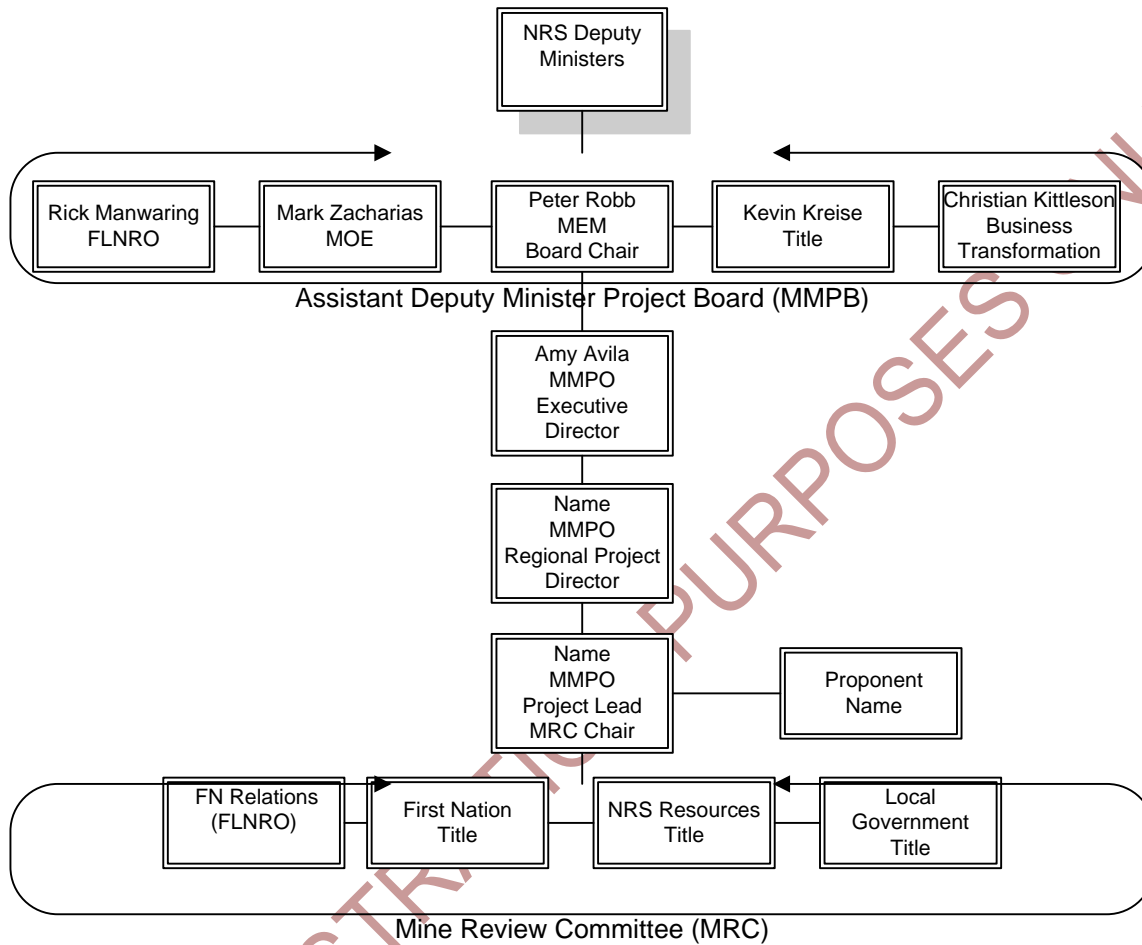 NRS Deputy
Ministers
Rick Manwaring
FLNRO
Mark Zacharias
MOE
Peter Robb
MEM
Board Chair
Kevin Kreise
Title
Christian Kittleson
Business
Transformation
Assistant Deputy Minister Project Board (MMPB)
Amy Avila
MMPO
Executive
Director
Name
MMPO
Regional Project
Director
Name
MMPO
Project Lead
MRC Chair
Proponent
Name
FN Relations
(FLNRO)
First Nation
Title
NRS Resources
Title
Local
Government
Title
Mine Review Committee (MRC)
PURPOSES